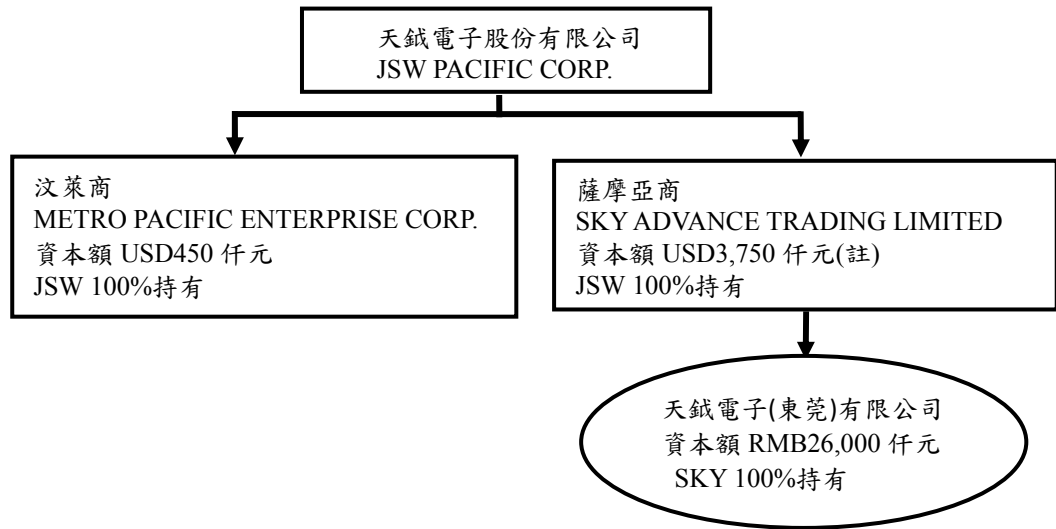 天鉞電子股份有限公司
JSW PACIFIC CORP.
汶萊商
METRO PACIFIC ENTERPRISE CORP.
資本額 USD450 仟元
JSW 100%持有
薩摩亞商
SKY ADVANCE TRADING LIMITED
資本額 USD3,750 仟元(註)
JSW 100%持有
天鉞電子(東莞)有限公司
資本額 RMB26,000 仟元
SKY 100%持有